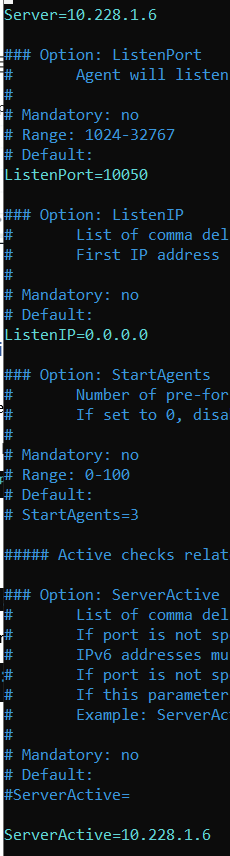 Server=10.228.1.6
### Option: ListenPort
# Agent will listen
#
# Mandatory: no
# Range: 1024-32767
# Default:
ListenPort=10050
### Option: ListenIP
# List of comma del
# First IP address
#
# Mandatory: no
# Default:
ListenIP=0.0.0.0
### Option: StartAgents
# Number of pre-for
# If set to 0, disa
#
# Mandatory: no
# Range: 0-100
# Default:
# StartAgents=3
##### Active checks relat
### Option: ServerActive
# List of comma del
# If port is not sp
# IPv6 addresses mu
# If port is not sp
# If this parameter
# Example: ServerAc
#
# Mandatory: no
# Default:
#ServerActive=
ServerActive=10.228.1.6